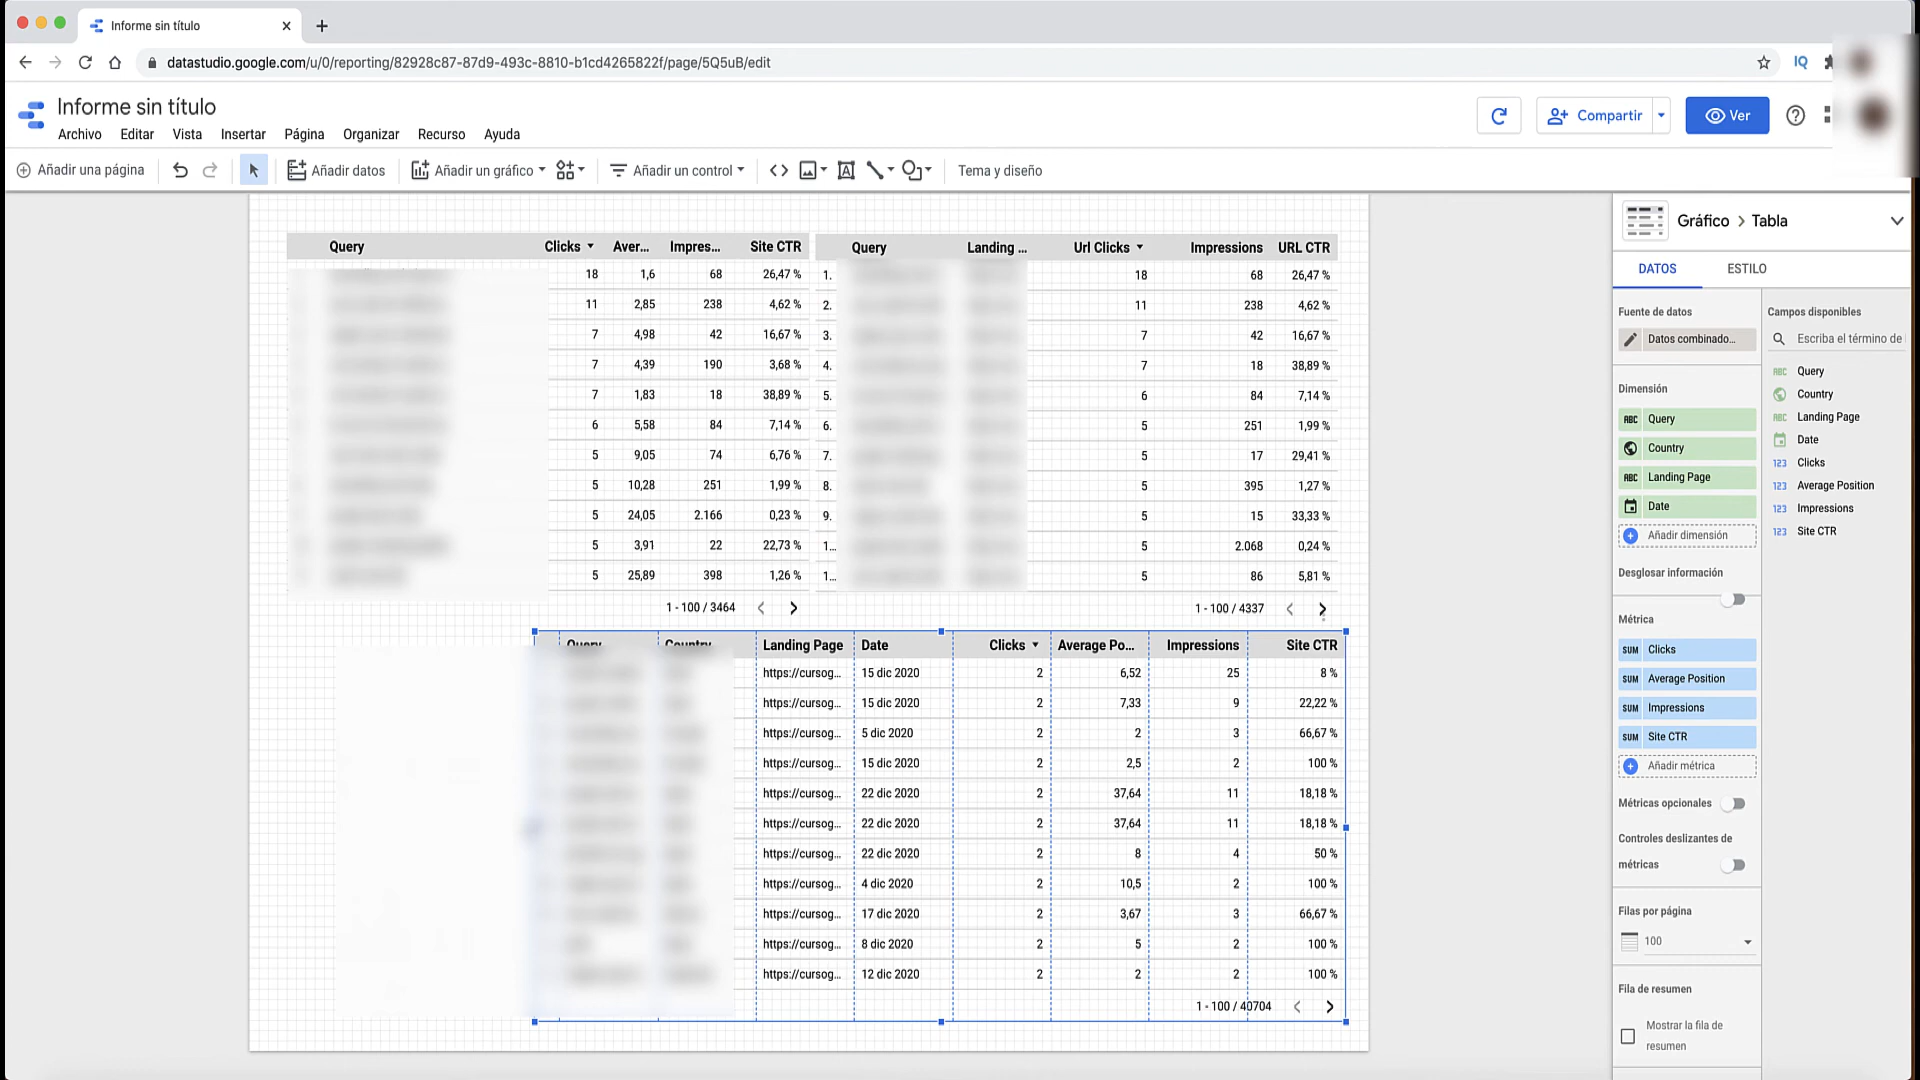 Informe sin título
datastudio.google.com/u/0/reporting/82928c87-87d9-493c-8810-b1cd4265822f/page/5Q5uB/edit
IQ
Informe sin título
Archivo Editar Vista Insertar Página Organizar Recurso Ayuda
Compartir
Ver
Añadir una página Añadir datos Añadir un gráfico Añadir un control Tema y diseño
Query Clicks Aver... Impres... Site CTR
18 1,6 68 26,47 %
11 2,85 238 4,62 %
7 4,98 42 16,67 %
7 4,39 190 3,68 %
7 1,83 18 38,89 %
6 5,58 84 7,14 %
5 9,05 74 6,76 %
5 10,28 251 1,99 %
5 24,05 2.166 0,23 %
5 3,91 22 22,73 %
5 25,89 398 1,26 %
1 - 100 / 3464
Query Landing ... Url Clicks Impressions URL CTR
1. 18 68 26,47 %
2. 11 238 4,62 %
3. 7 42 16,67 %
4. 7 18 38,89 %
5. 6 84 7,14 %
6. 5 251 1,99 %
7. 5 17 29,41 %
8. 5 395 1,27 %
9. 5 15 33,33 %
1... 5 2.068 0,24 %
1... 5 86 5,81 %
1 - 100 / 4337
Query Country Landing Page Date Clicks Average Po... Impressions Site CTR
https://cursog... 15 dic 2020 2 6,52 25 8 %
https://cursog... 15 dic 2020 2 7,33 9 22,22 %
https://cursog... 5 dic 2020 2 2 3 66,67 %
https://cursog... 15 dic 2020 2 2,5 2 100 %
https://cursog... 22 dic 2020 2 37,64 11 18,18 %
https://cursog... 22 dic 2020 2 37,64 11 18,18 %
https://cursog... 22 dic 2020 2 8 4 50 %
https://cursog... 4 dic 2020 2 10,5 2 100 %
https://cursog... 17 dic 2020 2 3,67 3 66,67 %
https://cursog... 8 dic 2020 2 5 2 100 %
https://cursog... 12 dic 2020 2 2 2 100 %
1 - 100 / 40704
Gráfico > Tabla
DATOS ESTILO
Fuente de datos
Datos combinado...
Dimensión
ABC Query
Country
ABC Landing Page
Date
Añadir dimensión
Desglosar información
Métrica
SUM Clicks
SUM Average Position
SUM Impressions
SUM Site CTR
Añadir métrica
Métricas opcionales
Controles deslizantes de
métricas
Filas por página
100
Fila de resumen
Mostrar la fila de
resumen
Campos disponibles
Escriba el término de
ABC Query
Country
ABC Landing Page
Date
123 Clicks
123 Average Position
123 Impressions
123 Site CTR